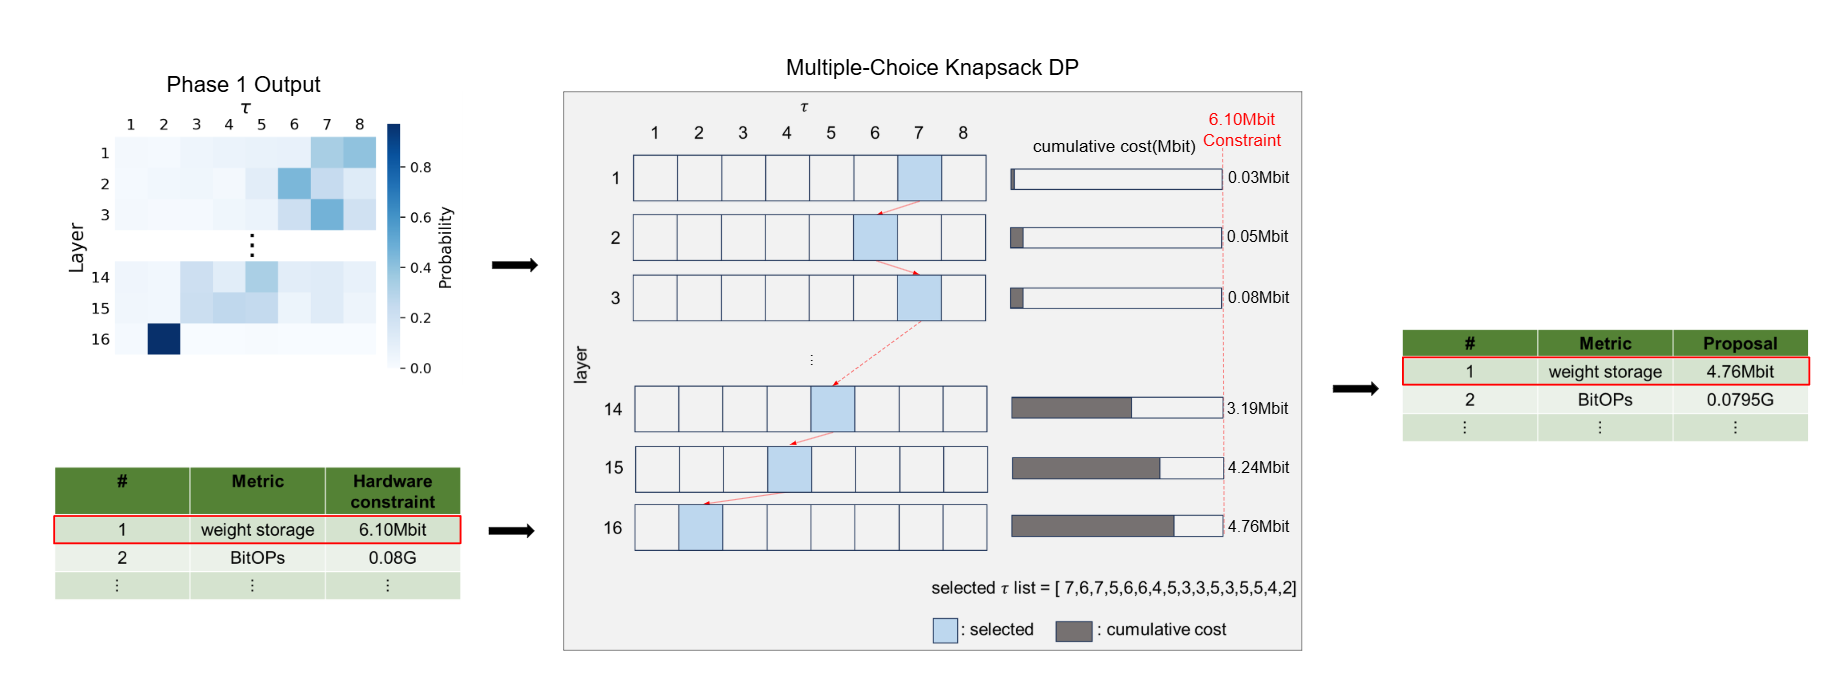 Phase 1 Output
τ
1 2 3 4 5 6 7 8
Layer
1
2
3
⋮
14
15
16
0.8
0.6
0.4
0.2
0.0
Probability
# Metric Hardware
constraint
1 weight storage 6.10Mbit
2 BitOPs 0.08G
⋮ ⋮ ⋮
Multiple-Choice Knapsack DP
τ
1 2 3 4 5 6 7 8
cumulative cost(Mbit)
6.10Mbit
Constraint
layer
1 0.03Mbit
2 0.05Mbit
3 0.08Mbit
⋮
14 3.19Mbit
15 4.24Mbit
16 4.76Mbit
selected τ list = [ 7,6,7,5,6,6,4,5,3,3,5,3,5,5,4,2]
: selected
: cumulative cost
# Metric Proposal
1 weight storage 4.76Mbit
2 BitOPs 0.0795G
⋮ ⋮ ⋮